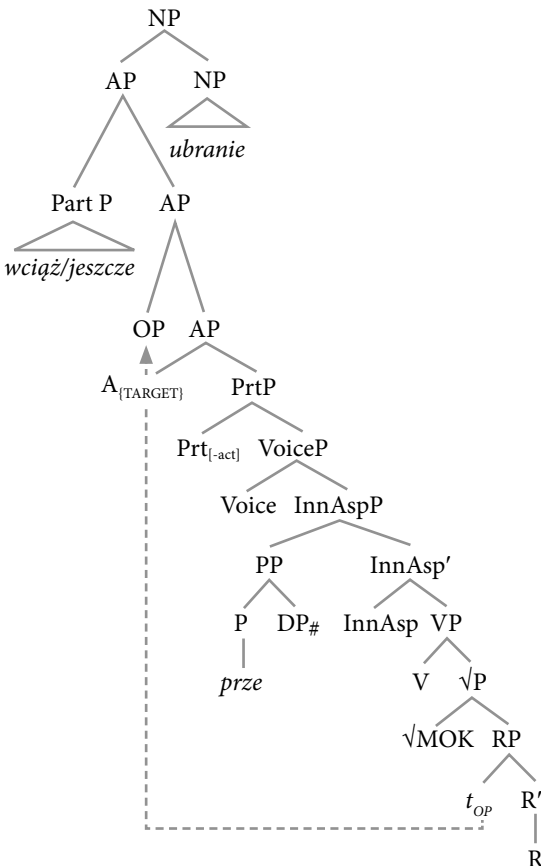 NP
AP NP
ubranie
Part P AP
wciąż/jeszcze
OP AP
A{TARGET} PrtP
Prt[-act] VoiceP
Voice InnAspP
PP InnAsp′
P DP# InnAsp VP
prze V √P
√MOK RP
tOP R′
R